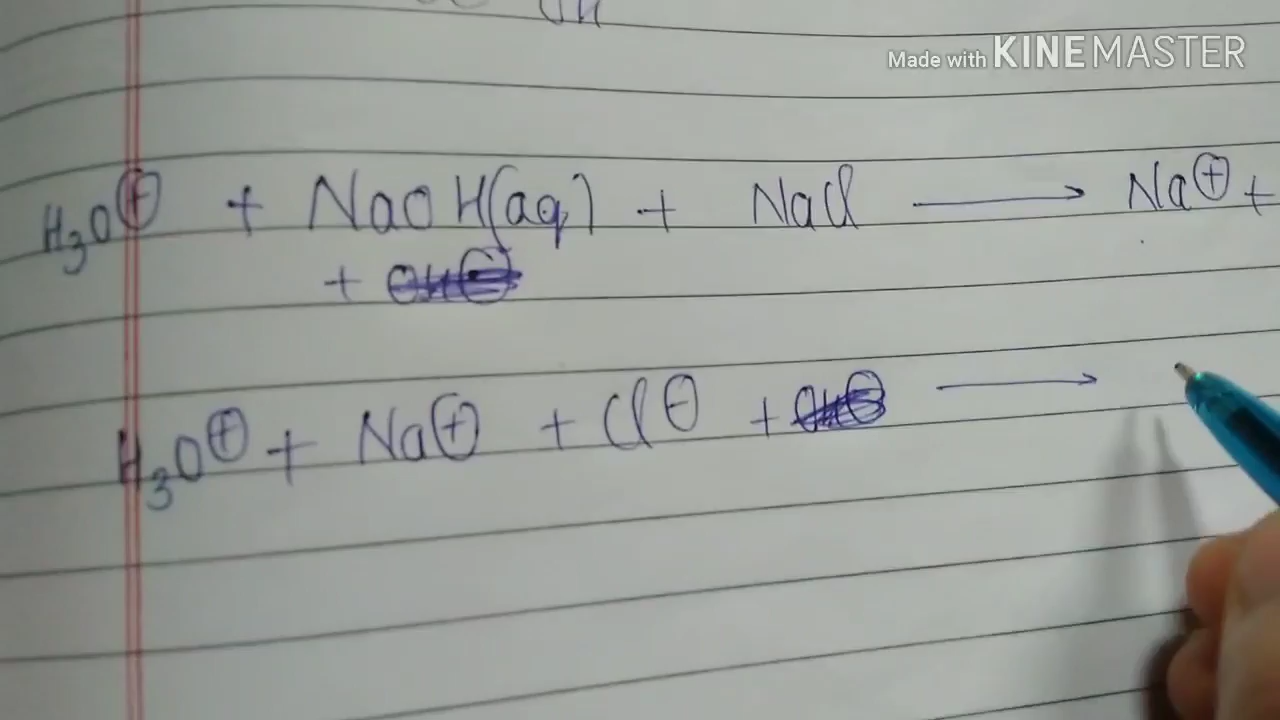 Made with KINEMASTER
H₃O⊕ + NaOH(aq) + NaCl ⟶ Na⊕ +
+
H₃O⊕ + Na⊕ + Cl⊖ + ⟶